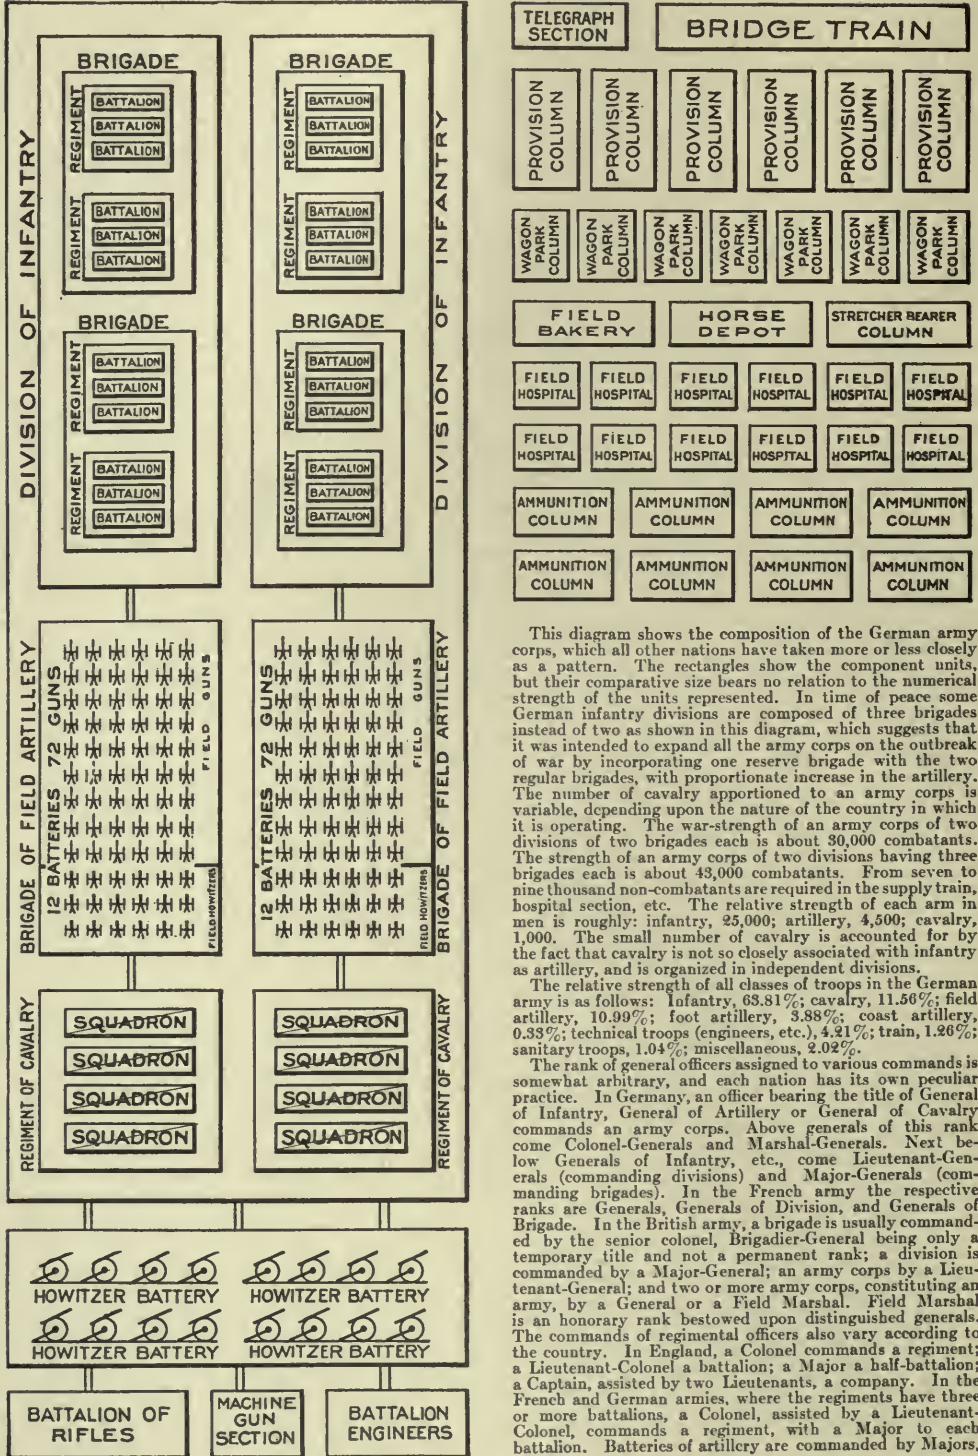 DIVISION OF INFANTRY
BRIGADE
REGIMENT
BATTALION
BATTALION
BATTALION
REGIMENT
BATTALION
BATTALION
BATTALION
BRIGADE
REGIMENT
BATTALION
BATTALION
BATTALION
REGIMENT
BATTALION
BATTALION
BATTALION
BRIGADE
REGIMENT
BATTALION
BATTALION
BATTALION
REGIMENT
BATTALION
BATTALION
BATTALION
BRIGADE
REGIMENT
BATTALION
BATTALION
BATTALION
REGIMENT
BATTALION
BATTALION
BATTALION
DIVISION OF INFANTRY
BRIGADE OF FIELD ARTILLERY
12 BATTERIES 72 GUNS
FIELD GUNS
FIELD HOWITZERS
12 BATTERIES 72 GUNS
FIELD GUNS
FIELD HOWITZERS
BRIGADE OF FIELD ARTILLERY
REGIMENT OF CAVALRY
SQUADRON
SQUADRON
SQUADRON
SQUADRON
SQUADRON
SQUADRON
SQUADRON
SQUADRON
REGIMENT OF CAVALRY
HOWITZER BATTERY
HOWITZER BATTERY
HOWITZER BATTERY
HOWITZER BATTERY
BATTALION OF
RIFLES
MACHINE
GUN
SECTION
BATTALION
ENGINEERS
TELEGRAPH
SECTION
BRIDGE TRAIN
PROVISION
COLUMN
PROVISION
COLUMN
PROVISION
COLUMN
PROVISION
COLUMN
PROVISION
COLUMN
PROVISION
COLUMN
WAGON
PARK
COLUMN
WAGON
PARK
COLUMN
WAGON
PARK
COLUMN
WAGON
PARK
COLUMN
WAGON
PARK
COLUMN
WAGON
PARK
COLUMN
WAGON
PARK
COLUMN
FIELD
BAKERY
HORSE
DEPOT
STRETCHER BEARER
COLUMN
FIELD
HOSPITAL
FIELD
HOSPITAL
FIELD
HOSPITAL
FIELD
HOSPITAL
FIELD
HOSPITAL
FIELD
HOSPITAL
FIELD
HOSPITAL
FIELD
HOSPITAL
FIELD
HOSPITAL
FIELD
HOSPITAL
FIELD
HOSPITAL
FIELD
HOSPITAL
AMMUNITION
COLUMN
AMMUNITION
COLUMN
AMMUNITION
COLUMN
AMMUNITION
COLUMN
AMMUNITION
COLUMN
AMMUNITION
COLUMN
AMMUNITION
COLUMN
AMMUNITION
COLUMN
This diagram shows the composition of the German army
corps, which all other nations have taken more or less closely
as a pattern. The rectangles show the component units,
but their comparative size bears no relation to the numerical
strength of the units represented. In time of peace some
German infantry divisions are composed of three brigades
instead of two as shown in this diagram, which suggests that
it was intended to expand all the army corps on the outbreak
of war by incorporating one reserve brigade with the two
regular brigades, with proportionate increase in the artillery.
The number of cavalry apportioned to an army corps is
variable, depending upon the nature of the country in which
it is operating. The war-strength of an army corps of two
divisions of two brigades each is about 30,000 combatants.
The strength of an army corps of two divisions having three
brigades each is about 43,000 combatants. From seven to
nine thousand non-combatants are required in the supply train,
hospital section, etc. The relative strength of each arm in
men is roughly: infantry, 25,000; artillery, 4,500; cavalry,
1,000. The small number of cavalry is accounted for by
the fact that cavalry is not so closely associated with infantry
as artillery, and is organized in independent divisions.
The relative strength of all classes of troops in the German
army is as follows: Infantry, 63.81%; cavalry, 11.56%; field
artillery, 10.99%; foot artillery, 3.88%; coast artillery,
0.33%; technical troops (engineers, etc.), 4.21%; train, 1.26%;
sanitary troops, 1.04%; miscellaneous, 2.02%.
The rank of general officers assigned to various commands is
somewhat arbitrary, and each nation has its own peculiar
practice. In Germany, an officer bearing the title of General
of Infantry, General of Artillery or General of Cavalry
commands an army corps. Above generals of this rank
come Colonel-Generals and Marshal-Generals. Next be-
low Generals of Infantry, etc., come Lieutenant-Gen-
erals (commanding divisions) and Major-Generals (com-
manding brigades). In the French army the respective
ranks are Generals, Generals of Division, and Generals of
Brigade. In the British army, a brigade is usually command-
ed by the senior colonel, Brigadier-General being only a
temporary title and not a permanent rank; a division is
commanded by a Major-General; an army corps by a Lieu-
tenant-General; and two or more army corps, constituting an
army, by a General or a Field Marshal. Field Marshal
is an honorary rank bestowed upon distinguished generals.
The commands of regimental officers also vary according to
the country. In England, a Colonel commands a regiment;
a Lieutenant-Colonel a battalion; a Major a half-battalion;
a Captain, assisted by two Lieutenants, a company. In the
French and German armies, where the regiments have three
or more battalions, a Colonel, assisted by a Lieutenant-
Colonel, commands a regiment, with a Major to each
battalion. Batteries of artillery are commanded by Majors